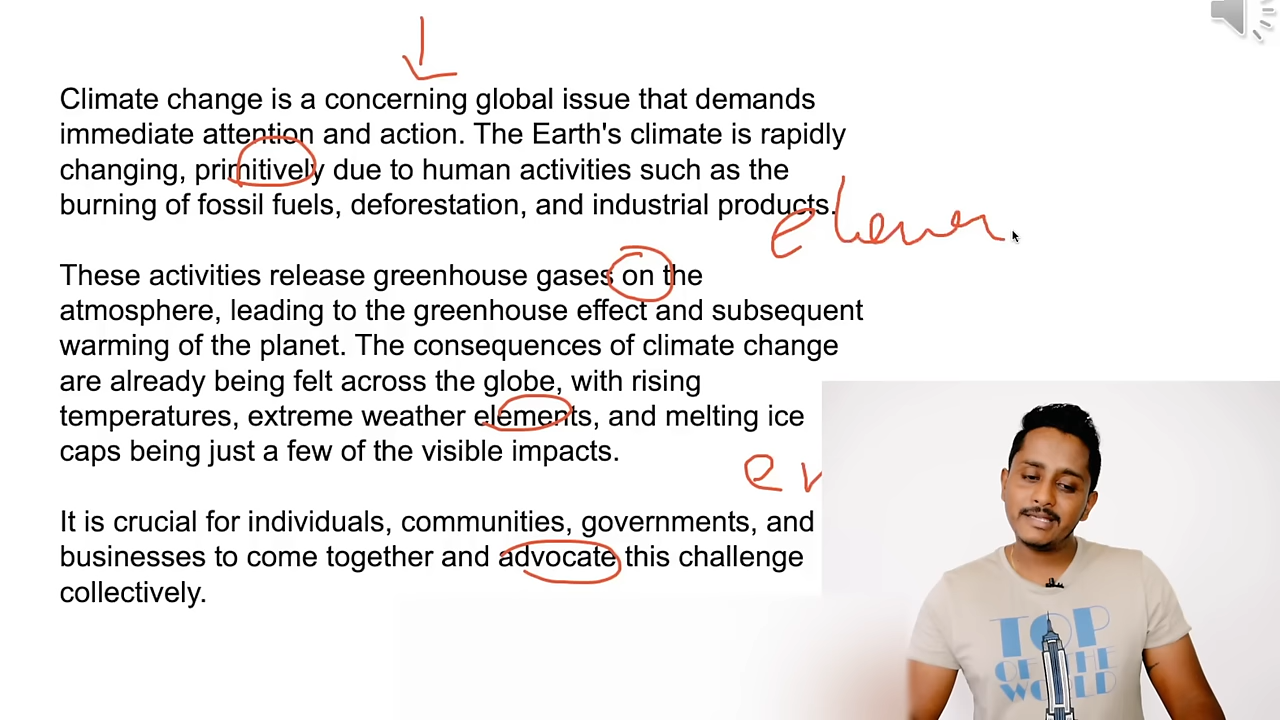 Climate change is a concerning global issue that demands
immediate attention and action. The Earth's climate is rapidly
changing, primitively due to human activities such as the
burning of fossil fuels, deforestation, and industrial products.
These activities release greenhouse gases on the
atmosphere, leading to the greenhouse effect and subsequent
warming of the planet. The consequences of climate change
are already being felt across the globe, with rising
temperatures, extreme weather elements, and melting ice
caps being just a few of the visible impacts.
It is crucial for individuals, communities, governments, and
businesses to come together and advocate this challenge
collectively.
TOP
OF THE
WORLD